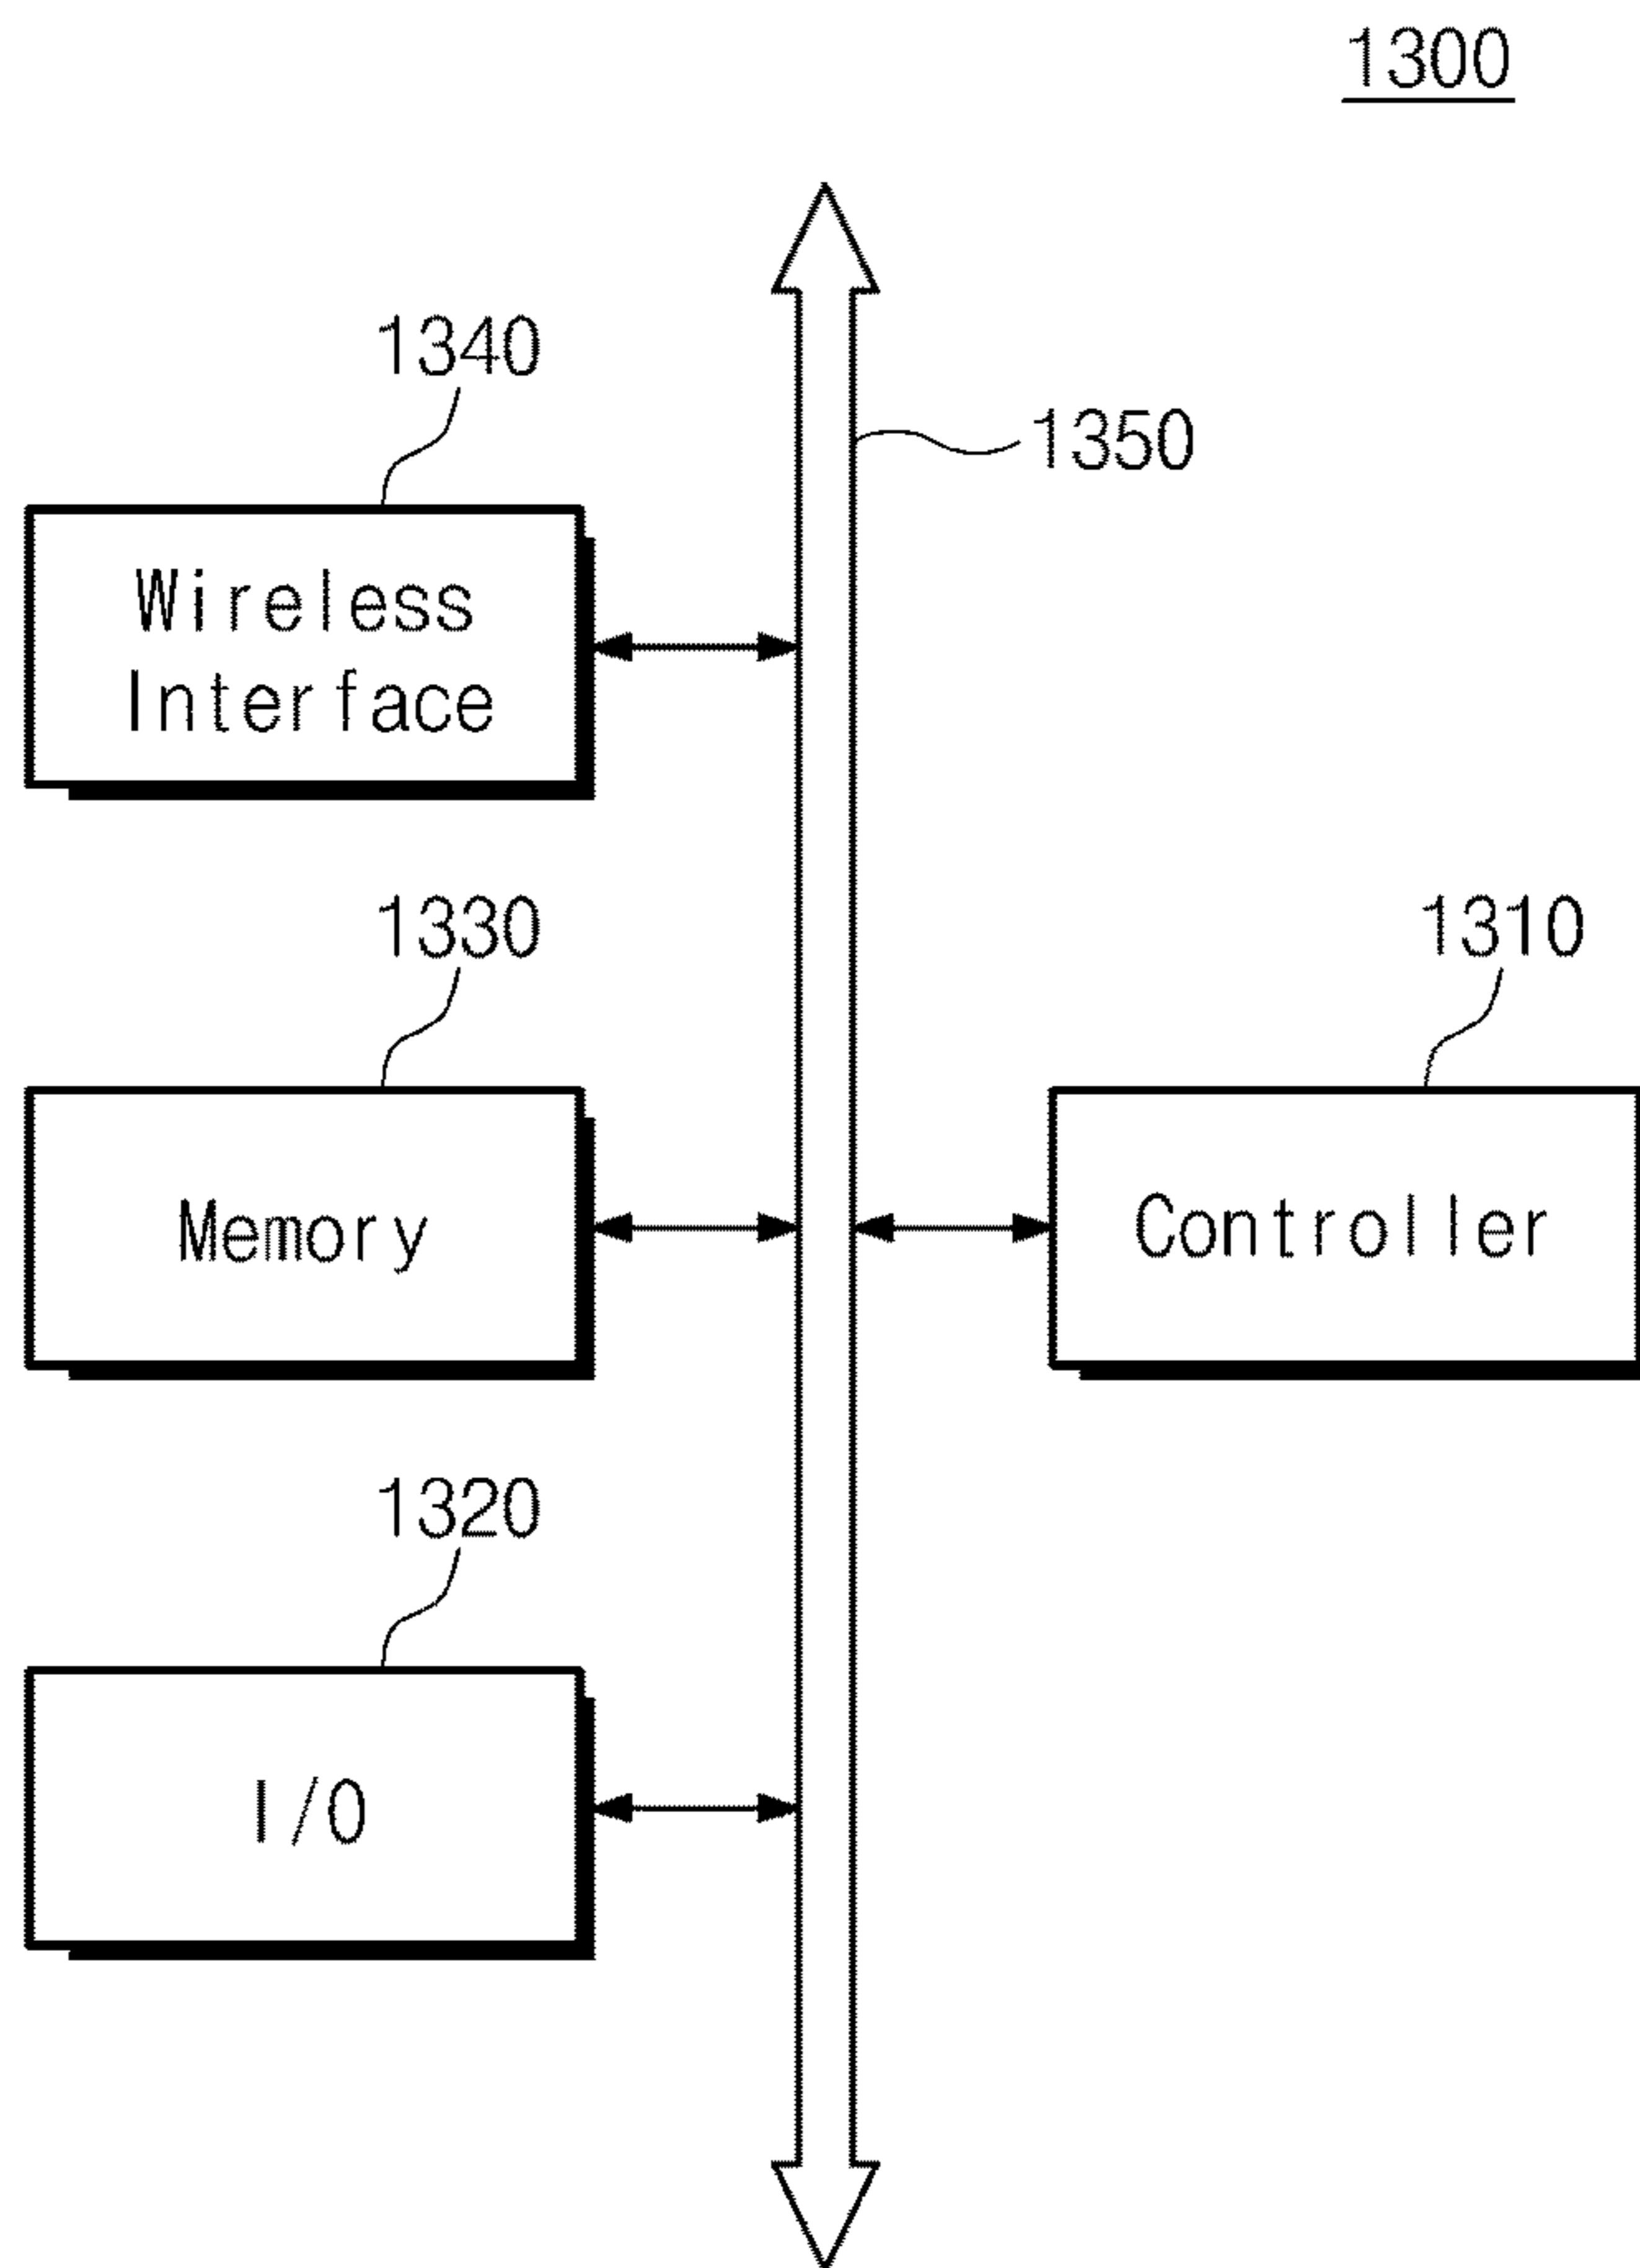 1300
1340
1350
Wireless
Interface
1330
1310
Memory
Controller
1320
I/O